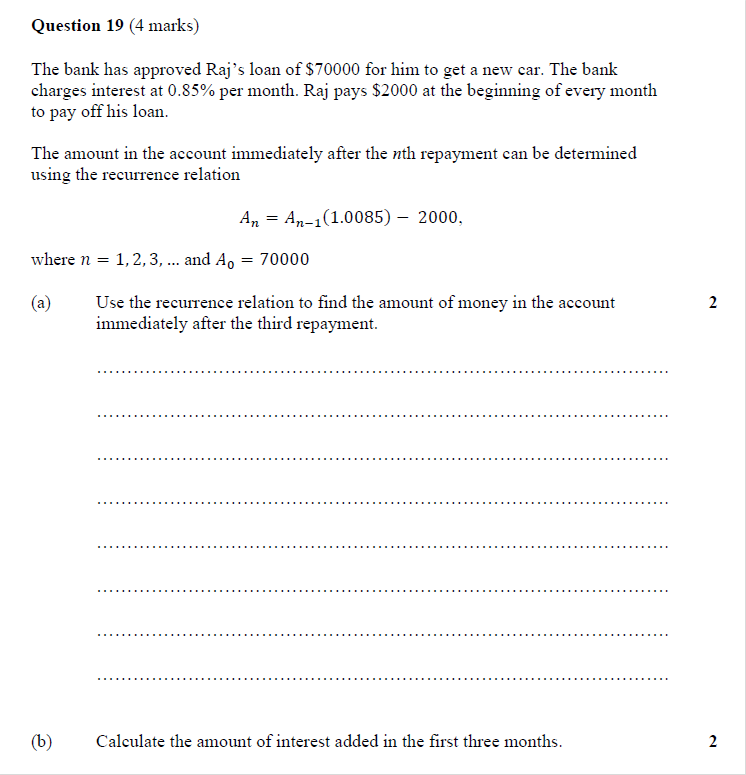 Question 19 (4 marks)
The bank has approved Raj's loan of $70000 for him to get a new car. The bank
charges interest at 0.85% per month. Raj pays $2000 at the beginning of every month
to pay off his loan.
The amount in the account immediately after the nth repayment can be determined
using the recurrence relation
Aₙ = Aₙ₋₁(1.0085) − 2000,
where n = 1, 2, 3, ... and A₀ = 70000
(a) Use the recurrence relation to find the amount of money in the account 2
immediately after the third repayment.
................................................................................
................................................................................
................................................................................
................................................................................
................................................................................
................................................................................
................................................................................
................................................................................
(b) Calculate the amount of interest added in the first three months. 2